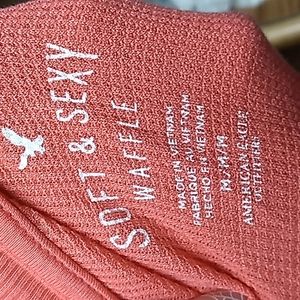 SOFT & SEXY
WAFFLE
MADE IN VIETNAM
FABRIQUÉ AU VIETNAM
HECHO EN VIETNAM
M/M/M
AMERICAN EAGLE
OUTFITTERS